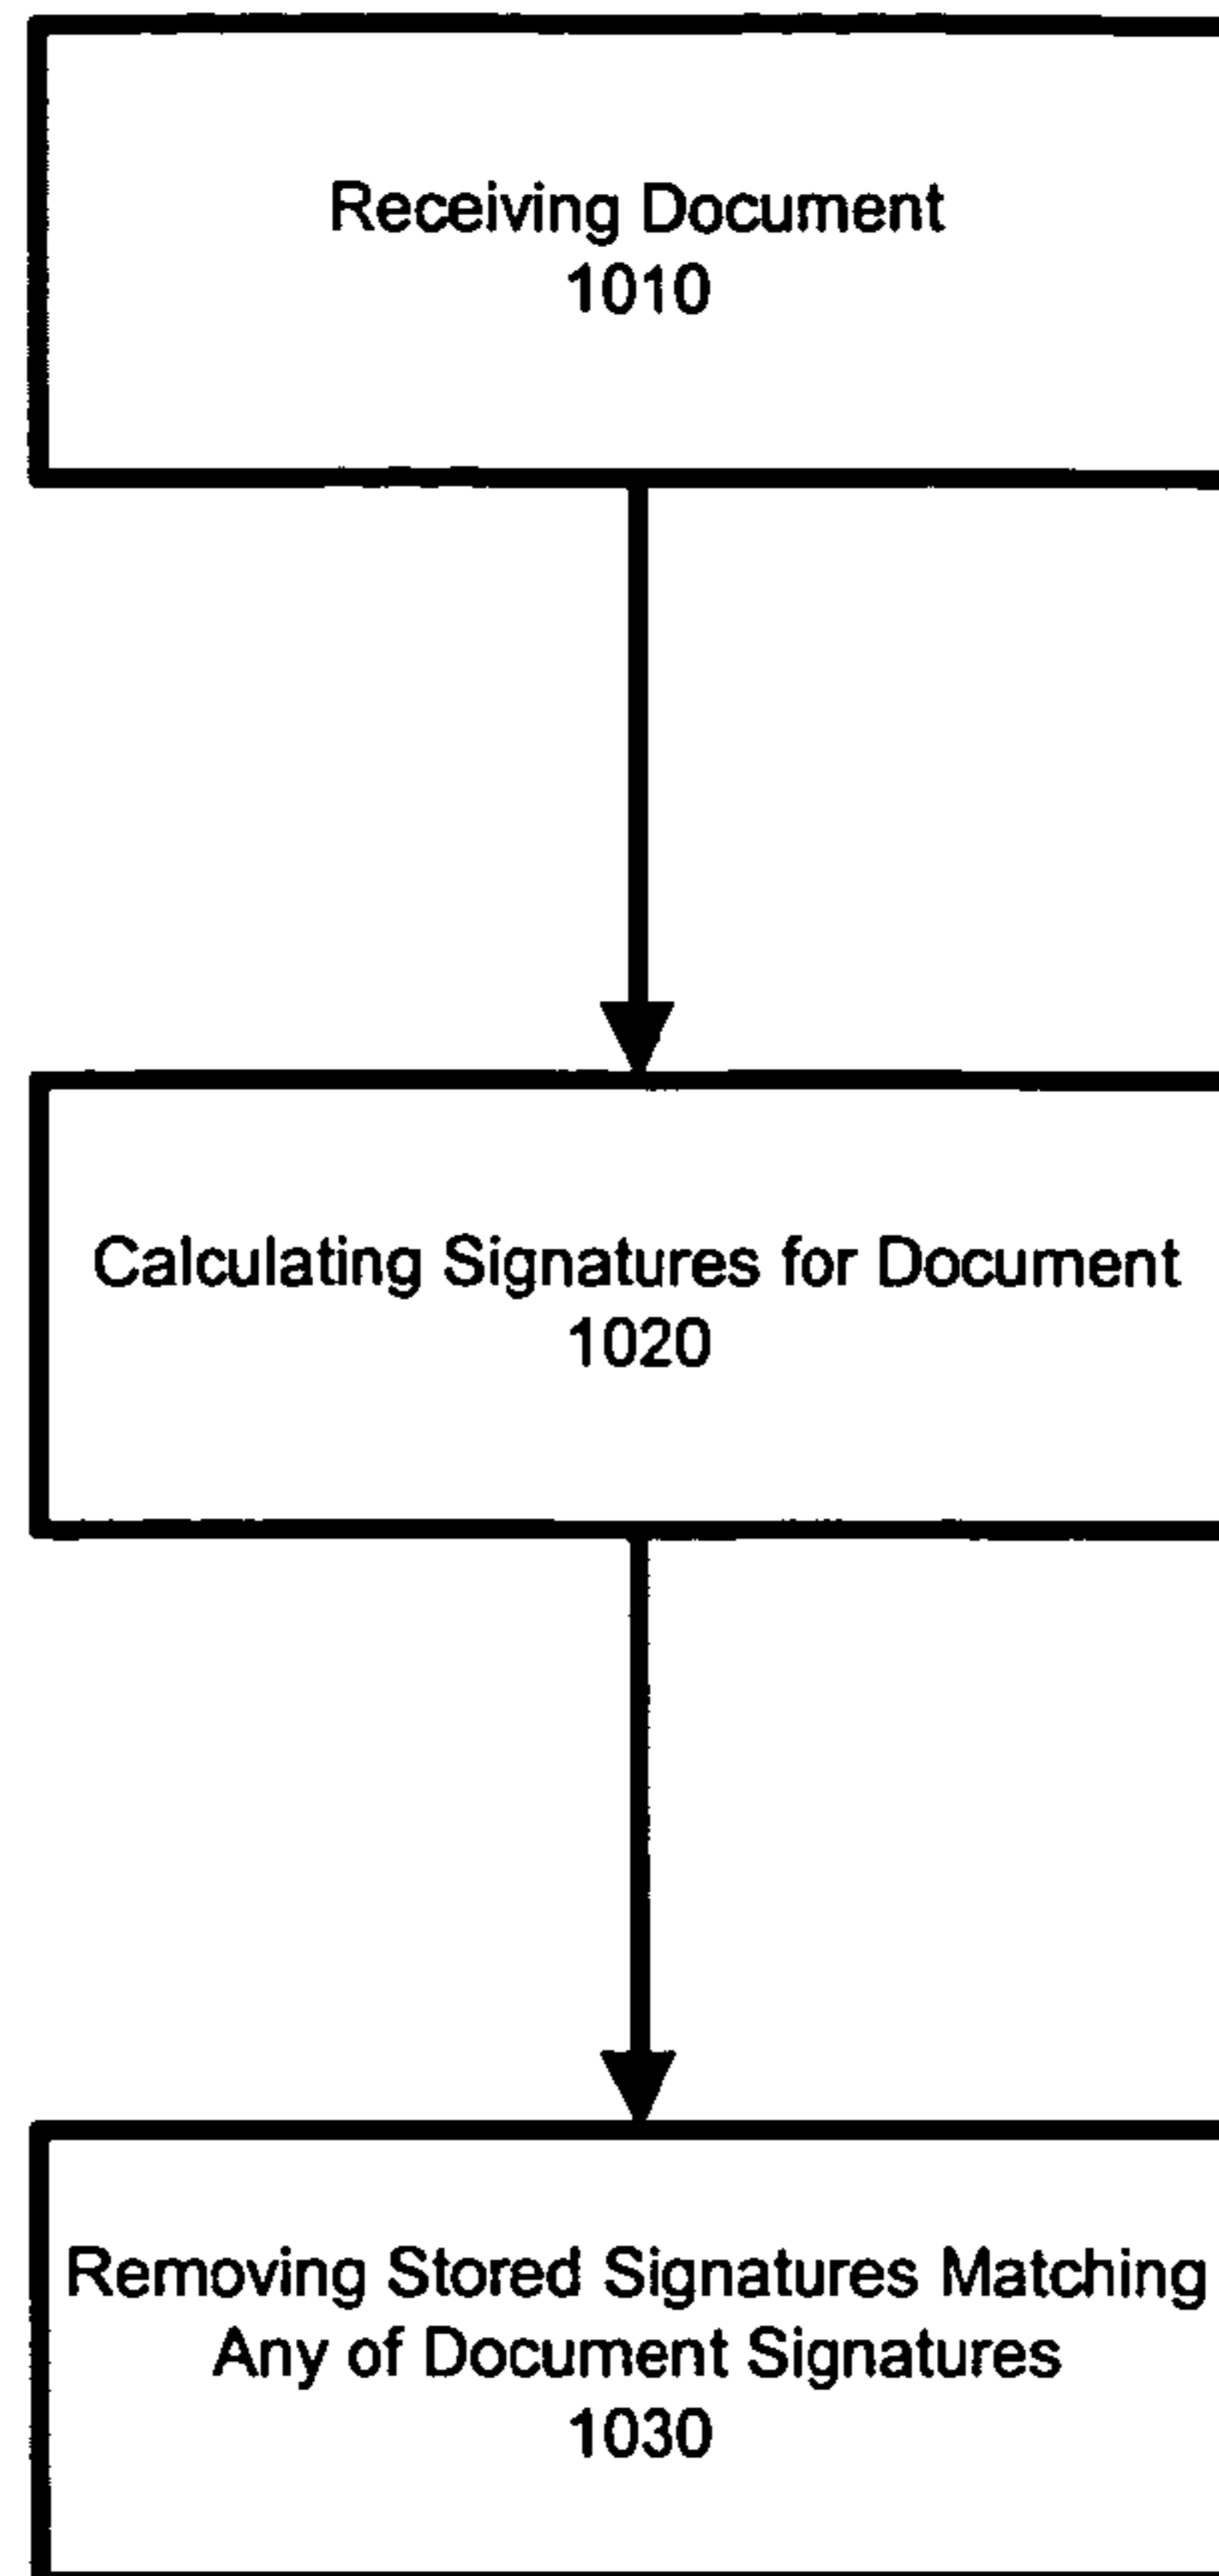 Receiving Document
1010
Calculating Signatures for Document
1020
Removing Stored Signatures Matching
Any of Document Signatures
1030